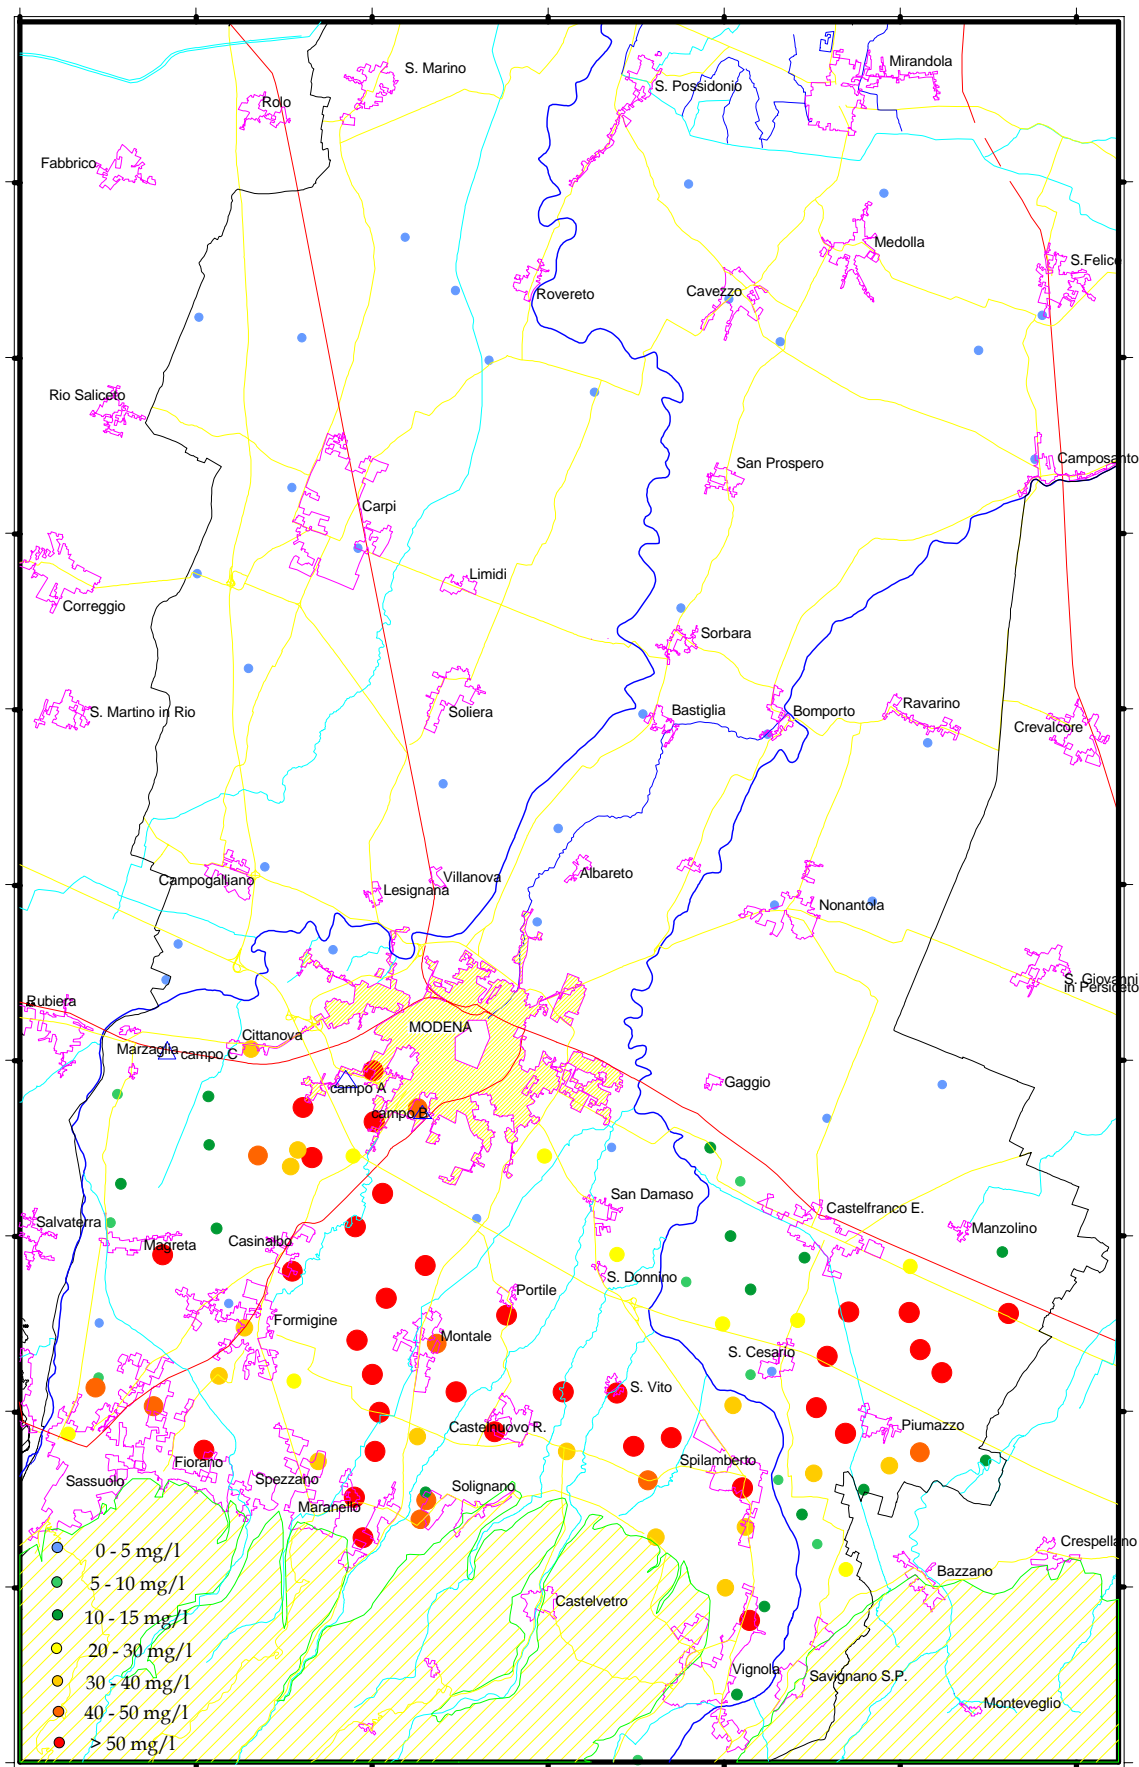 S. Marino
Mirandola
S. Possidonio
Rolo
Fabbrico
Medolla
S.Felice
Rovereto
Cavezzo
Rio Saliceto
San Prospero
Camposanto
Carpi
Limidi
Correggio
Sorbara
S. Martino in Rio
Soliera
Bastiglia
Bomporto
Ravarino
Crevalcore
Campogalliano
Lesignana
Villanova
Albareto
Nonantola
S. Giovanni
in Persiceto
Rubiera
MODENA
Cittanova
Marzaglia
campo C
campo A
Gaggio
campo B
San Damaso
Castelfranco E.
Salvaterra
Manzolino
Magreta
Casinalbo
S. Donnino
Portile
Formigine
Montale
S. Cesario
S. Vito
Castelnuovo R.
Piumazzo
Fiorano
Spilamberto
Sassuolo
Spezzano
Solignano
Maranello
Crespellano
Bazzano
Castelvetro
Vignola
Savignano S.P.
Monteveglio
0 - 5 mg/l
5 - 10 mg/l
10 - 15 mg/l
20 - 30 mg/l
30 - 40 mg/l
40 - 50 mg/l
> 50 mg/l